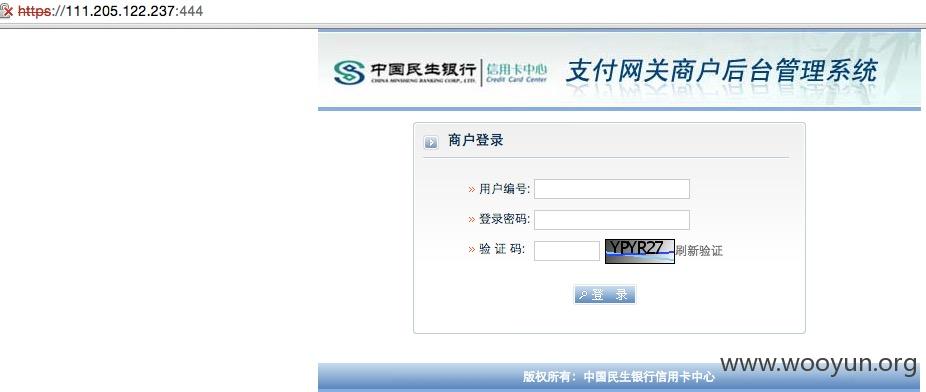 https://111.205.122.237:444
中国民生银行 信用卡中心 支付网关商户后台管理系统
CHINA MINSHENG BANKING CORP., LTD. Credit Card Center
商户登录
» 用户编号:
» 登录密码:
» 验 证 码: YPYR27 刷新验证
登 录
www.wooyun.org
版权所有：中国民生银行信用卡中心